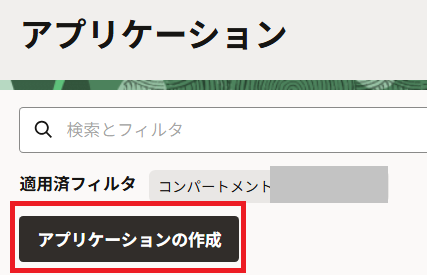 アプリケーション
検索とフィルタ
適用済フィルタ コンパートメント
アプリケーションの作成